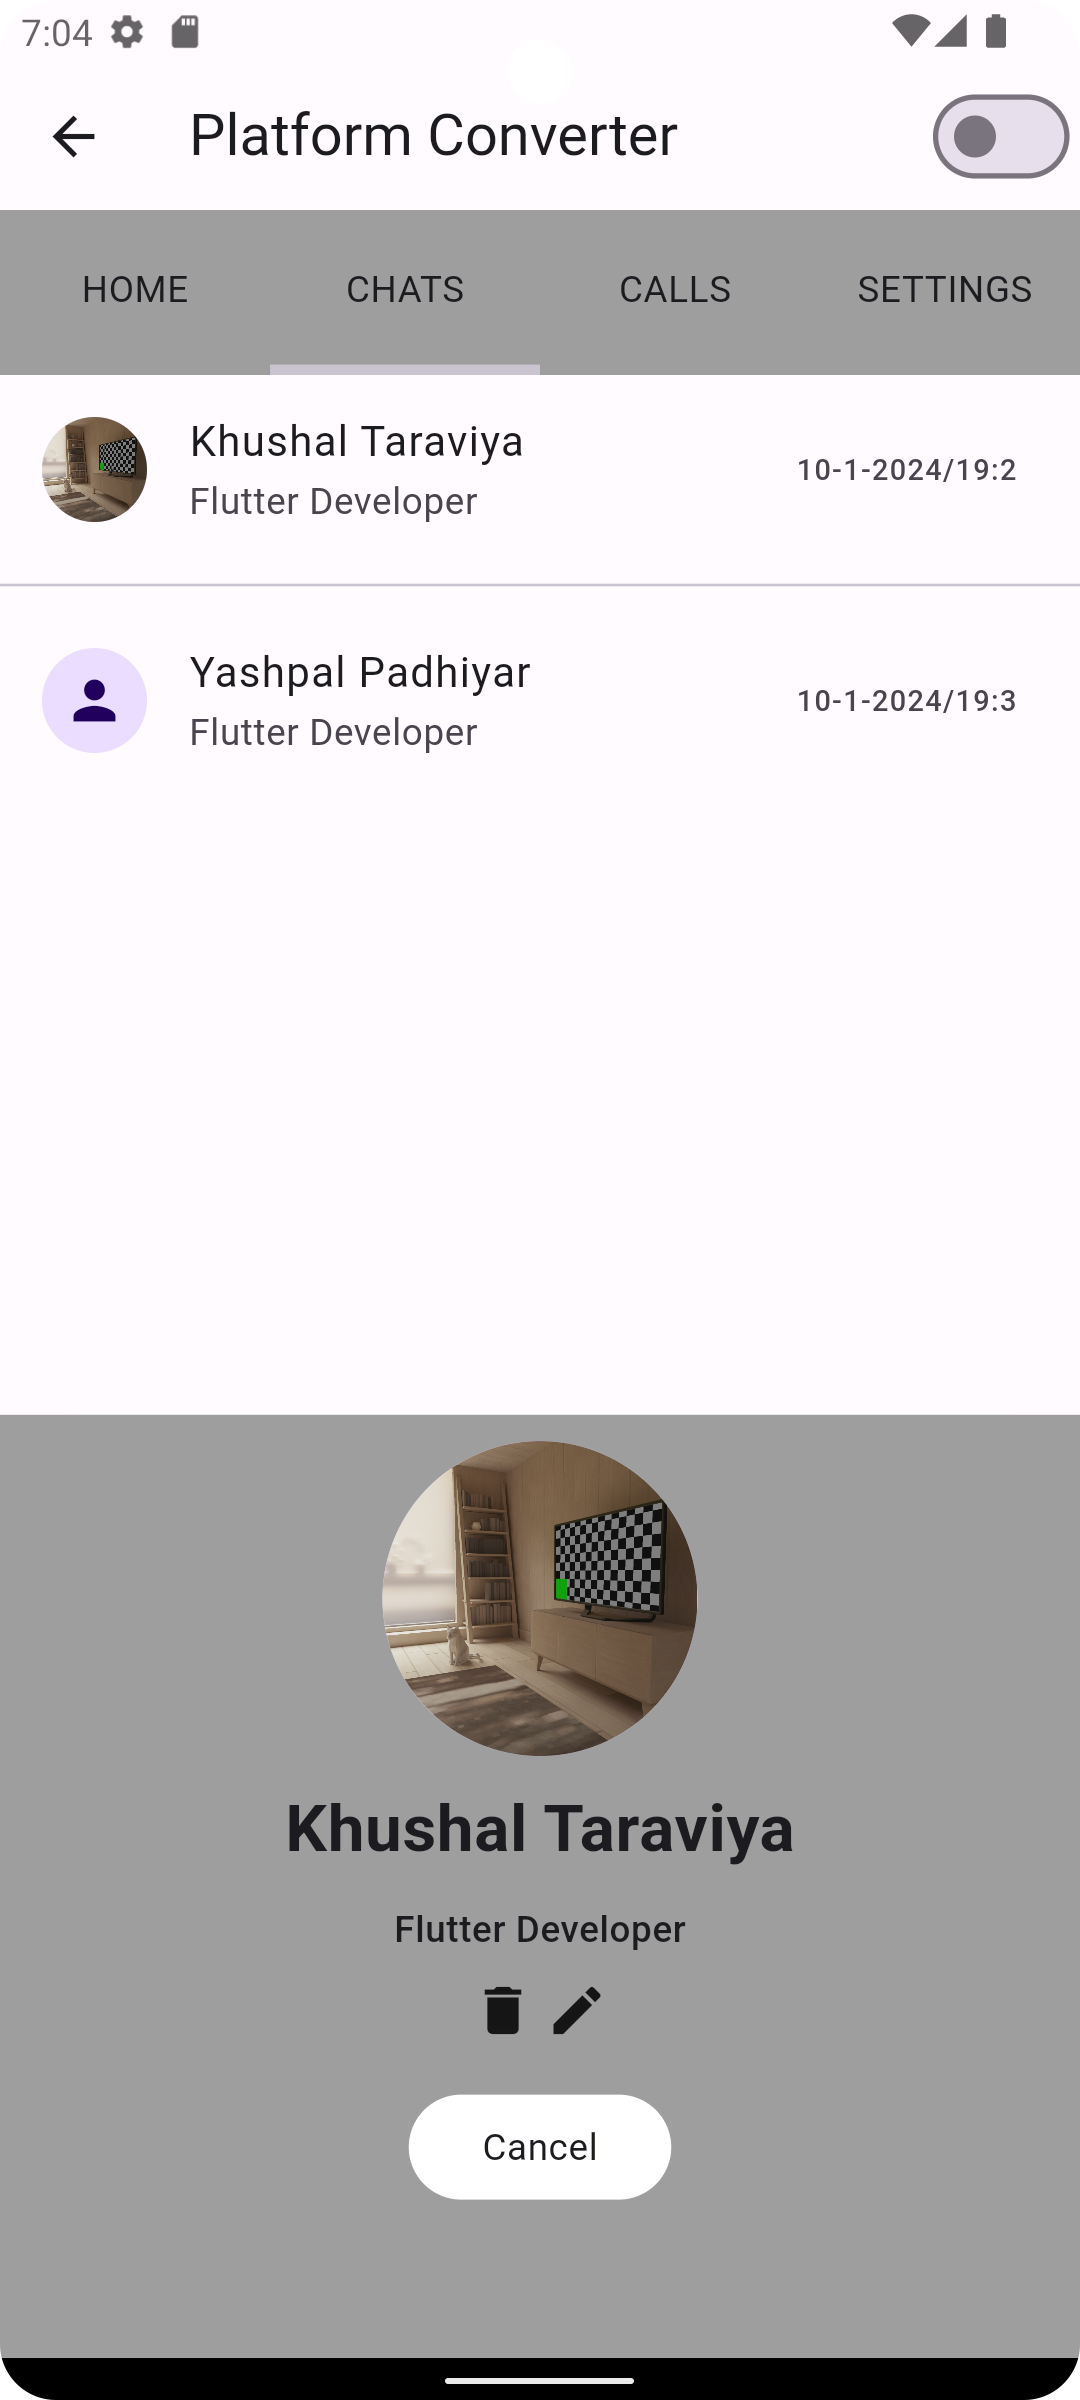 7:04
Platform Converter
HOME CHATS CALLS SETTINGS
Khushal Taraviya
Flutter Developer
10-1-2024/19:2
Yashpal Padhiyar
Flutter Developer
10-1-2024/19:3
Khushal Taraviya
Flutter Developer
Cancel